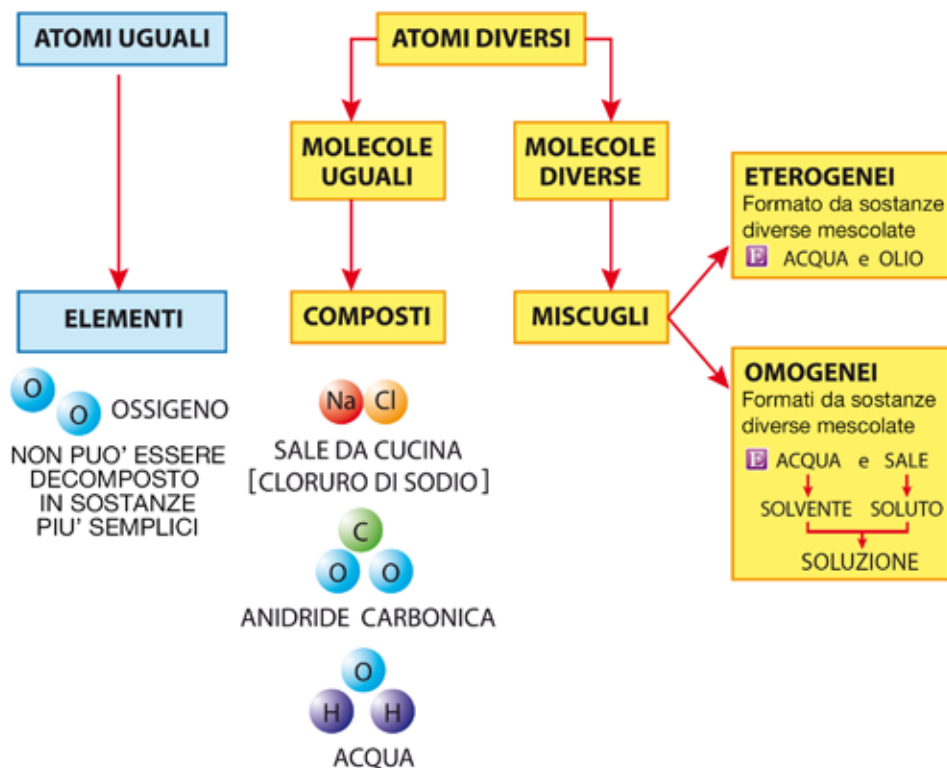 ATOMI UGUALI
ATOMI DIVERSI
MOLECOLE
UGUALI
MOLECOLE
DIVERSE
ELEMENTI
COMPOSTI
MISCUGLI
ETEROGENEI
Formato da sostanze
diverse mescolate
E ACQUA e OLIO
OMOGENEI
Formati da sostanze
diverse mescolate
E ACQUA e SALE
SOLVENTE SOLUTO
SOLUZIONE
O
O OSSIGENO
NON PUO' ESSERE
DECOMPOSTO
IN SOSTANZE
PIU' SEMPLICI
Na Cl
SALE DA CUCINA
[CLORURO DI SODIO]
C
O O
ANIDRIDE CARBONICA
O
H H
ACQUA